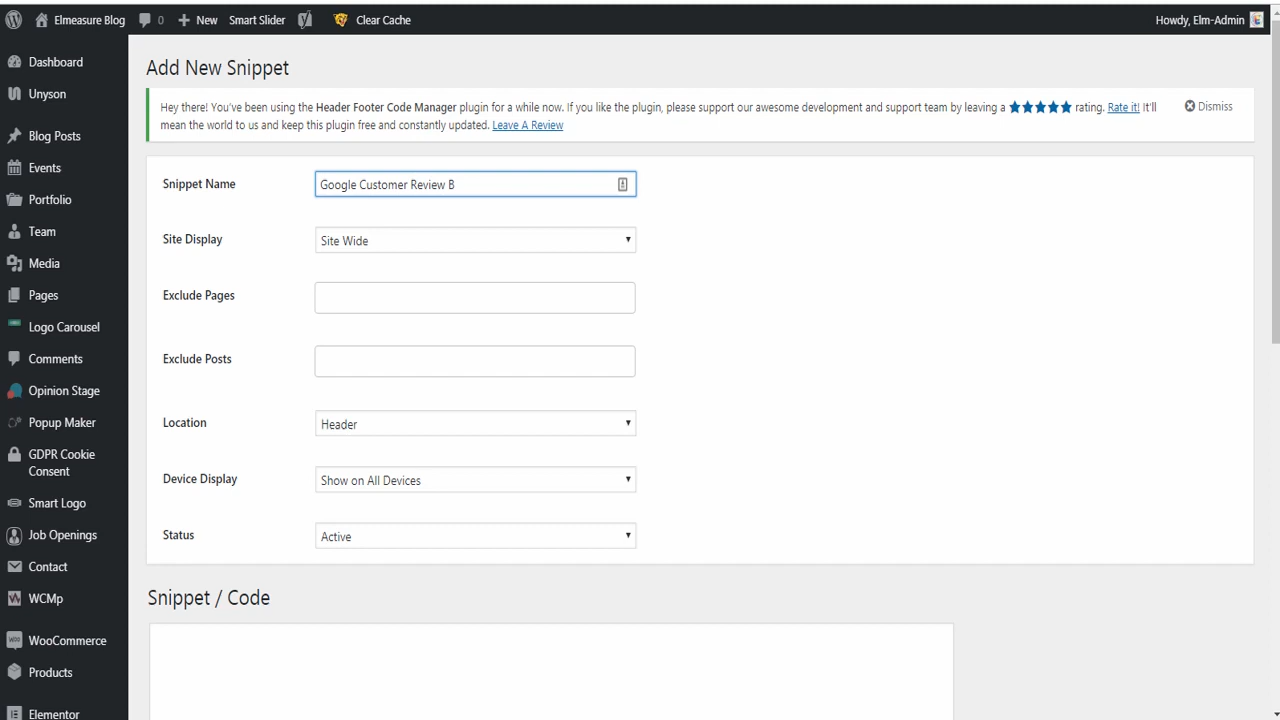 Elmeasure Blog 0 New Smart Slider Clear Cache Howdy, Elm-Admin
Dashboard
Unyson
Blog Posts
Events
Portfolio
Team
Media
Pages
Logo Carousel
Comments
Opinion Stage
Popup Maker
GDPR Cookie
Consent
Smart Logo
Job Openings
Contact
WCMp
WooCommerce
Products
Elementor
Add New Snippet
Hey there! You've been using the Header Footer Code Manager plugin for a while now. If you like the plugin, please support our awesome development and support team by leaving a ★★★★★ rating. Rate it! It'll
mean the world to us and keep this plugin free and constantly updated. Leave A Review
Dismiss
Snippet Name Google Customer Review B
Site Display Site Wide
Exclude Pages
Exclude Posts
Location Header
Device Display Show on All Devices
Status Active
Snippet / Code